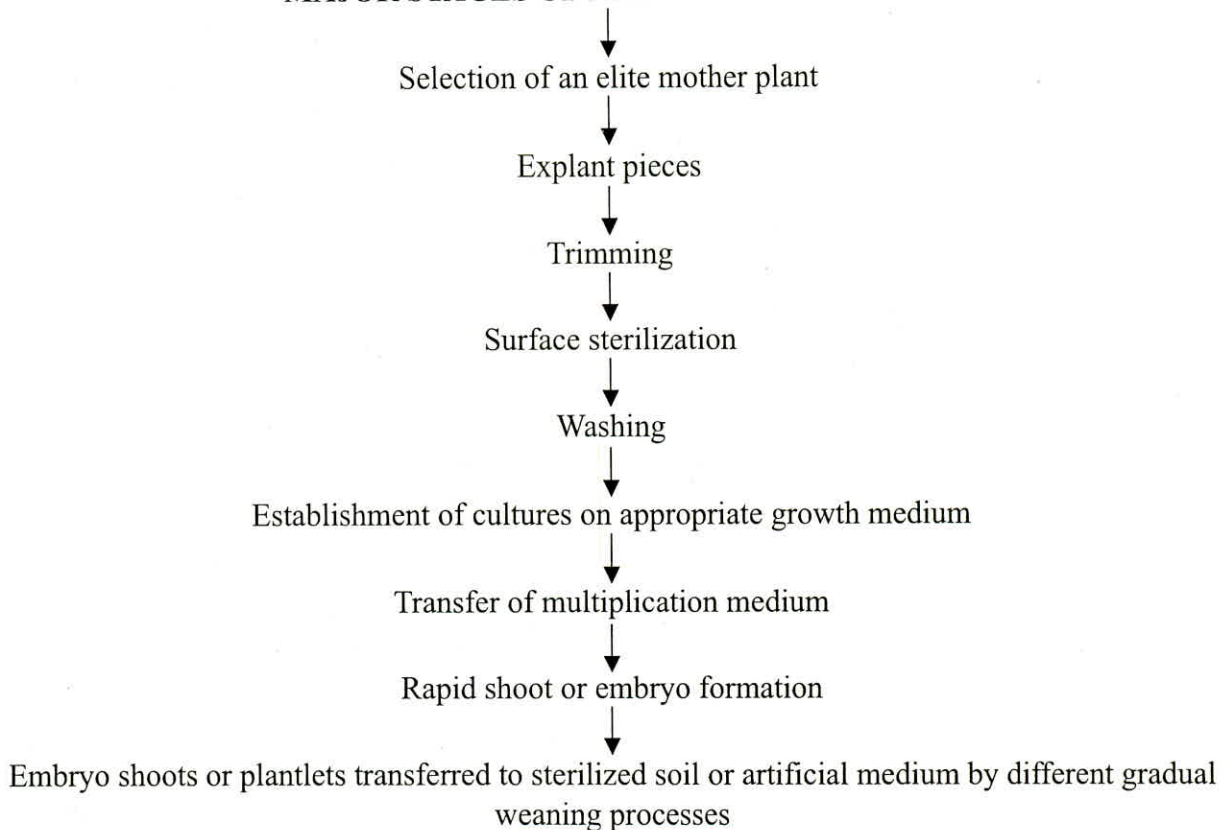 Selection of an elite mother plant
Explant pieces
Trimming
Surface sterilization
Washing
Establishment of cultures on appropriate growth medium
Transfer of multiplication medium
Rapid shoot or embryo formation
Embryo shoots or plantlets transferred to sterilized soil or artificial medium by different gradual
weaning processes